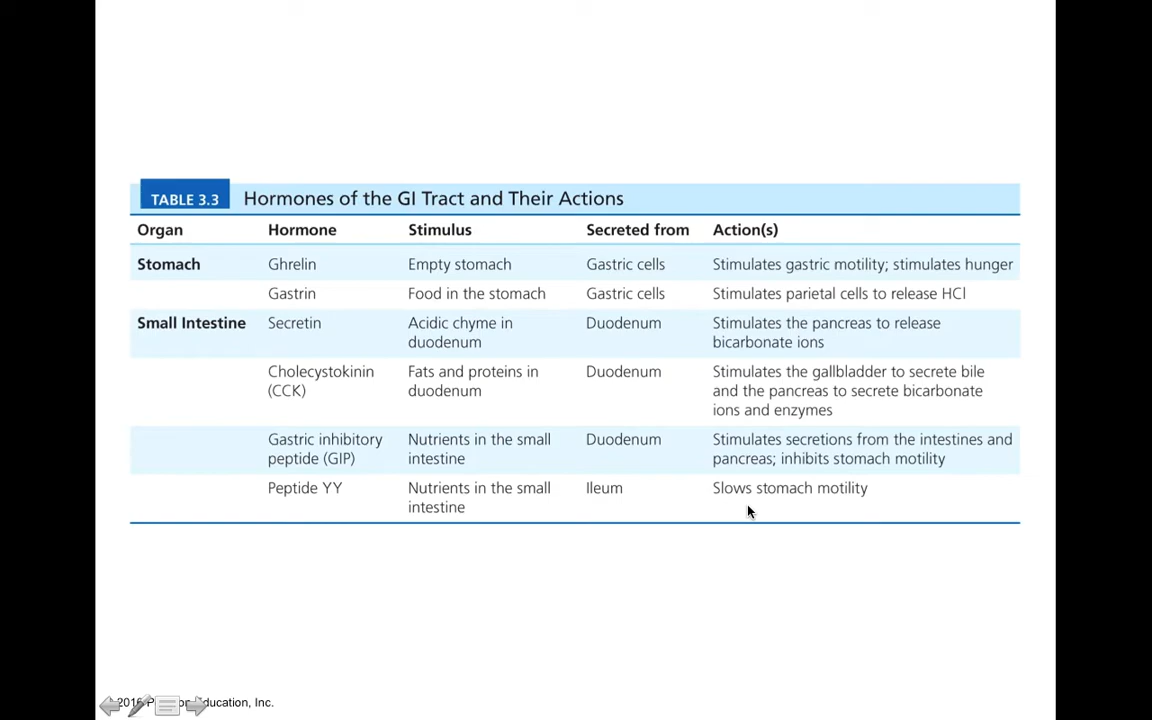 TABLE 3.3 Hormones of the GI Tract and Their Actions
Organ Hormone Stimulus Secreted from Action(s)
Stomach Ghrelin Empty stomach Gastric cells Stimulates gastric motility; stimulates hunger
Gastrin Food in the stomach Gastric cells Stimulates parietal cells to release HCl
Small Intestine Secretin Acidic chyme in Duodenum Stimulates the pancreas to release
duodenum bicarbonate ions
Cholecystokinin Fats and proteins in Duodenum Stimulates the gallbladder to secrete bile
(CCK) duodenum and the pancreas to secrete bicarbonate
ions and enzymes
Gastric inhibitory Nutrients in the small Duodenum Stimulates secretions from the intestines and
peptide (GIP) intestine pancreas; inhibits stomach motility
Peptide YY Nutrients in the small Ileum Slows stomach motility
intestine
2016 Inc.